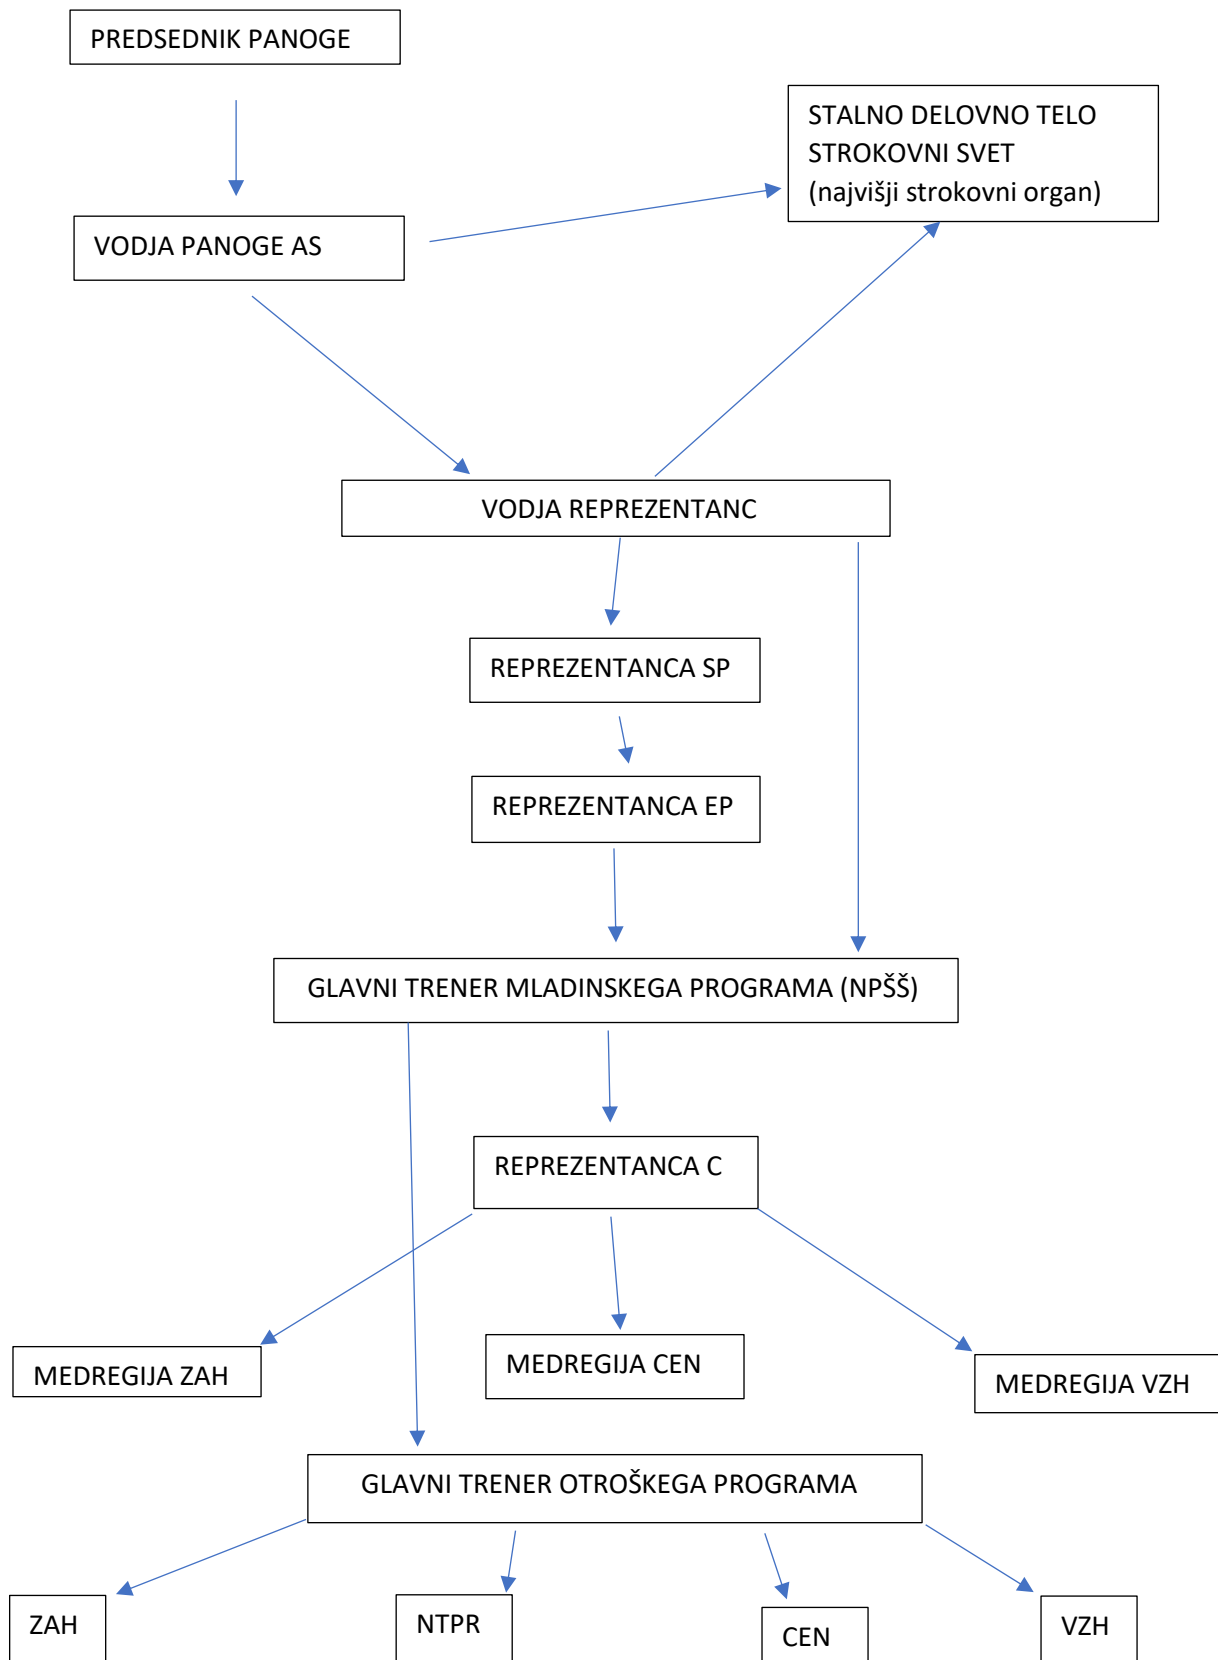 PREDSEDNIK PANOGE
STALNO DELOVNO TELO
STROKOVNI SVET
(najvišji strokovni organ)
VODJA PANOGE AS
VODJA REPREZENTANC
REPREZENTANCA SP
REPREZENTANCA EP
GLAVNI TRENER MLADINSKEGA PROGRAMA (NPŠŠ)
REPREZENTANCA C
MEDREGIJA ZAH
MEDREGIJA CEN
MEDREGIJA VZH
GLAVNI TRENER OTROŠKEGA PROGRAMA
ZAH
NTPR
CEN
VZH